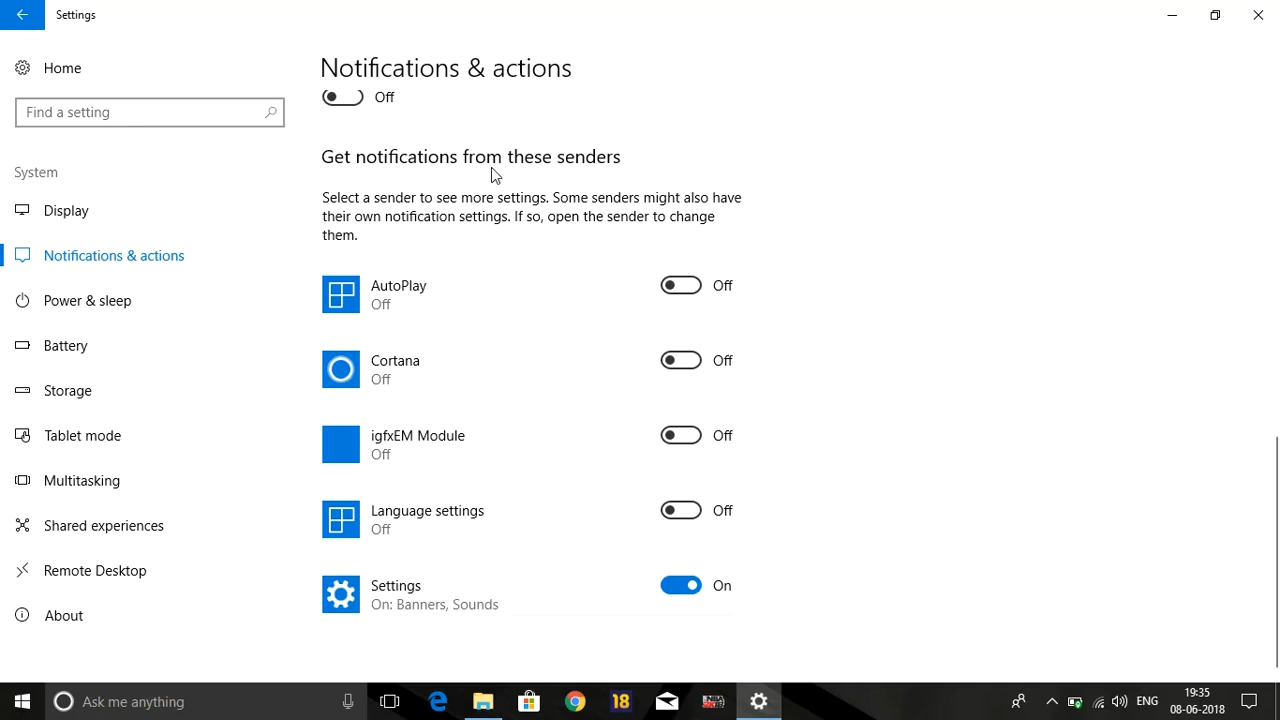 Settings
Home
Notifications & actions
Off
Find a setting
Get notifications from these senders
System
Select a sender to see more settings. Some senders might also have
their own notification settings. If so, open the sender to change
them.
Display
Notifications & actions
Power & sleep
Battery
Storage
Tablet mode
Multitasking
Shared experiences
Remote Desktop
About
AutoPlay
Off
Off
Cortana
Off
Off
igfxEM Module
Off
Off
Language settings
Off
Off
Settings
On: Banners, Sounds
On
Ask me anything
18
ENG
19:35
08-06-2018